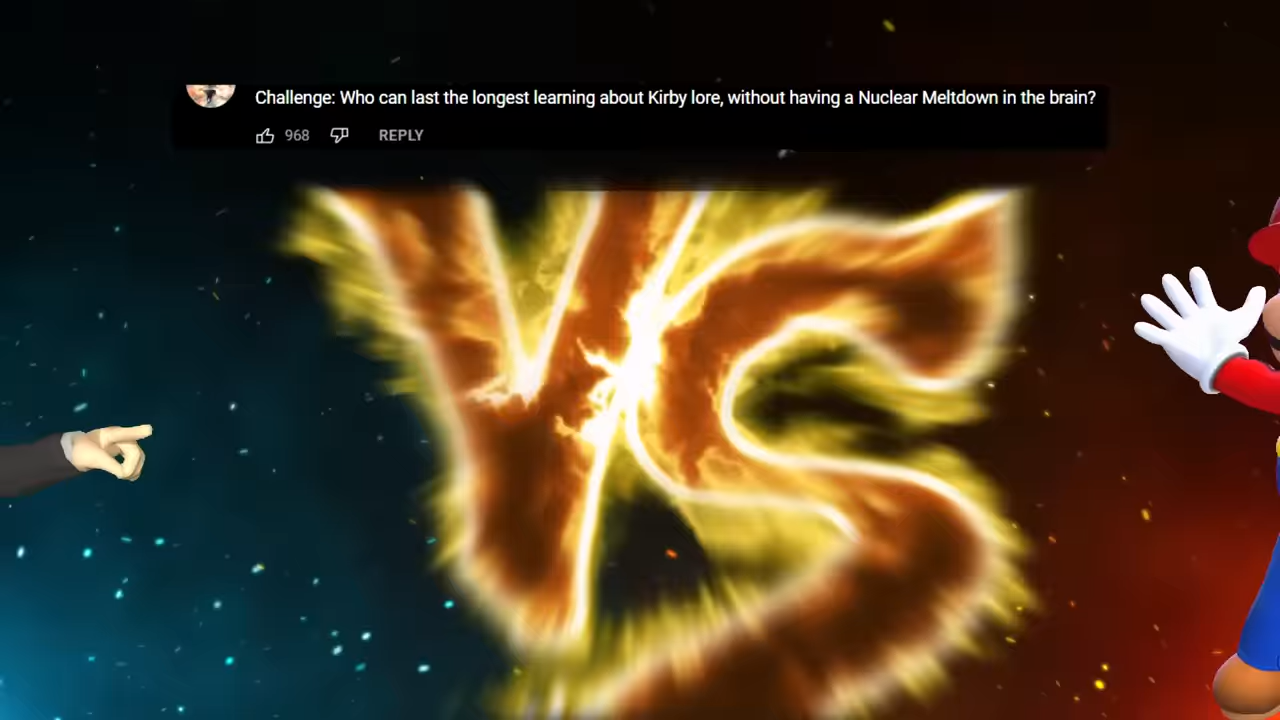 Challenge: Who can last the longest learning about Kirby lore, without having a Nuclear Meltdown in the brain?
968 REPLY
VS